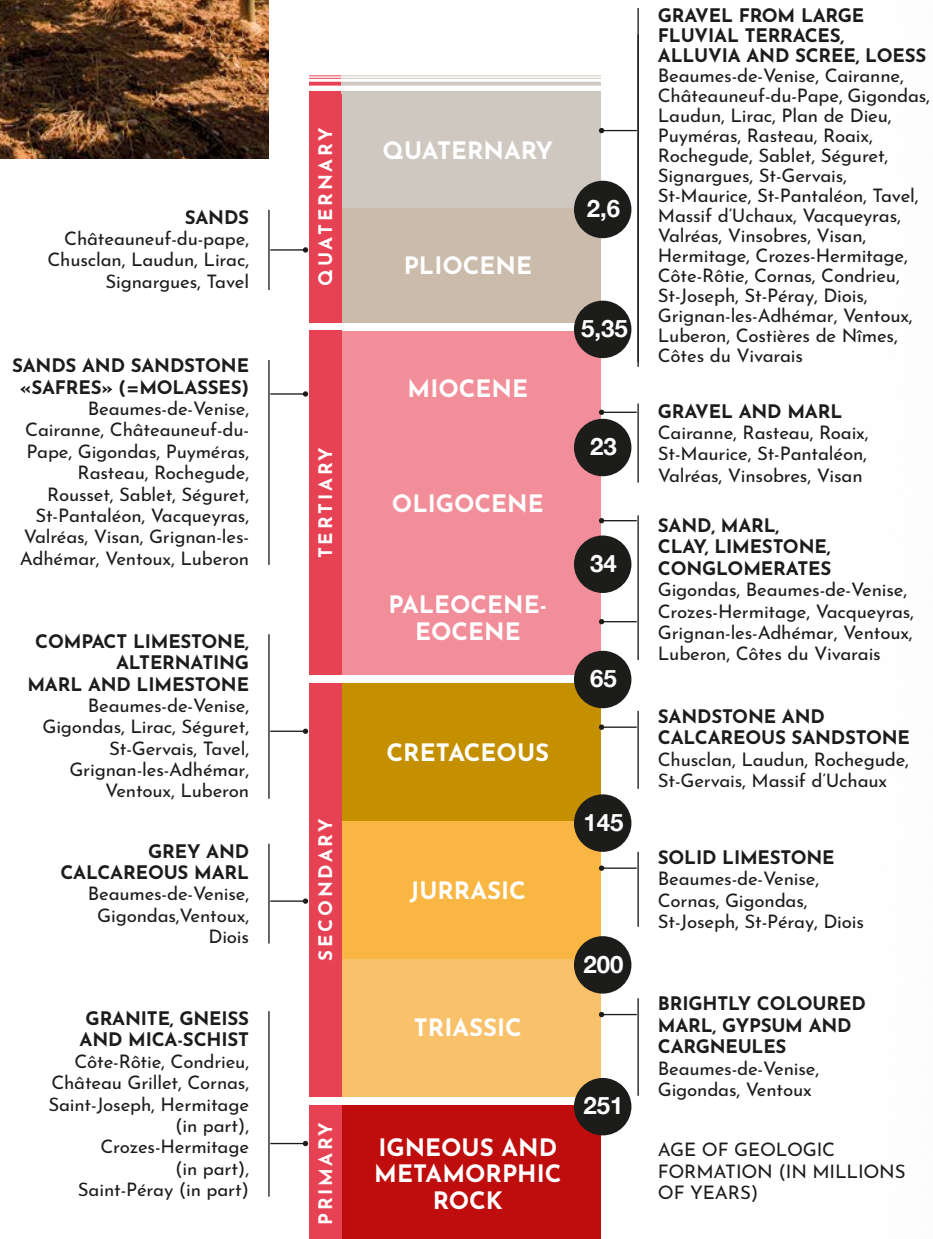 GRAVEL FROM LARGE
FLUVIAL TERRACES,
ALLUVIA AND SCREE, LOESS
Beaumes-de-Venise, Cairanne,
Châteauneuf-du-Pape, Gigondas,
Laudun, Lirac, Plan de Dieu,
Puyméras, Rasteau, Roaix,
Rochegude, Sablet, Séguret,
Signargues, St-Gervais,
St-Maurice, St-Pantaléon, Tavel,
Massif d'Uchaux, Vacqueyras,
Valréas, Vinsobres, Visan,
Hermitage, Crozes-Hermitage,
Côte-Rôtie, Cornas, Condrieu,
St-Joseph, St-Péray, Diois,
Grignan-les-Adhémar, Ventoux,
Luberon, Costières de Nîmes,
Côtes du Vivarais
QUATERNARY
QUATERNARY
2,6
SANDS
Châteauneuf-du-pape,
Chusclan, Laudun, Lirac,
Signargues, Tavel
PLIOCENE
5,35
SANDS AND SANDSTONE
«SAFRES» (=MOLASSES)
Beaumes-de-Venise,
Cairanne, Châteauneuf-du-
Pape, Gigondas, Puyméras,
Rasteau, Rochegude,
Rousset, Sablet, Séguret,
St-Pantaléon, Vacqueyras,
Valréas, Visan, Grignan-les-
Adhémar, Ventoux, Luberon
TERTIARY
MIOCENE
GRAVEL AND MARL
Cairanne, Rasteau, Roaix,
St-Maurice, St-Pantaléon,
Valréas, Vinsobres, Visan
23
OLIGOCENE
SAND, MARL,
CLAY, LIMESTONE,
CONGLOMERATES
Gigondas, Beaumes-de-Venise,
Crozes-Hermitage, Vacqueyras,
Grignan-les-Adhémar, Ventoux,
Luberon, Côtes du Vivarais
34
PALEOCENE-
EOCENE
65
COMPACT LIMESTONE,
ALTERNATING
MARL AND LIMESTONE
Beaumes-de-Venise,
Gigondas, Lirac, Séguret,
St-Gervais, Tavel,
Grignan-les-Adhémar,
Ventoux, Luberon
SECONDARY
CRETACEOUS
SANDSTONE AND
CALCAREOUS SANDSTONE
Chusclan, Laudun, Rochegude,
St-Gervais, Massif d'Uchaux
145
GREY AND
CALCAREOUS MARL
Beaumes-de-Venise,
Gigondas,Ventoux,
Diois
JURRASIC
SOLID LIMESTONE
Beaumes-de-Venise,
Cornas, Gigondas,
St-Joseph, St-Péray, Diois
200
TRIASSIC
BRIGHTLY COLOURED
MARL, GYPSUM AND
CARGNEULES
Beaumes-de-Venise,
Gigondas, Ventoux
251
GRANITE, GNEISS
AND MICA-SCHIST
Côte-Rôtie, Condrieu,
Château Grillet, Cornas,
Saint-Joseph, Hermitage
(in part),
Crozes-Hermitage
(in part),
Saint-Péray (in part)
PRIMARY
IGNEOUS AND
METAMORPHIC
ROCK
AGE OF GEOLOGIC
FORMATION (IN MILLIONS
OF YEARS)